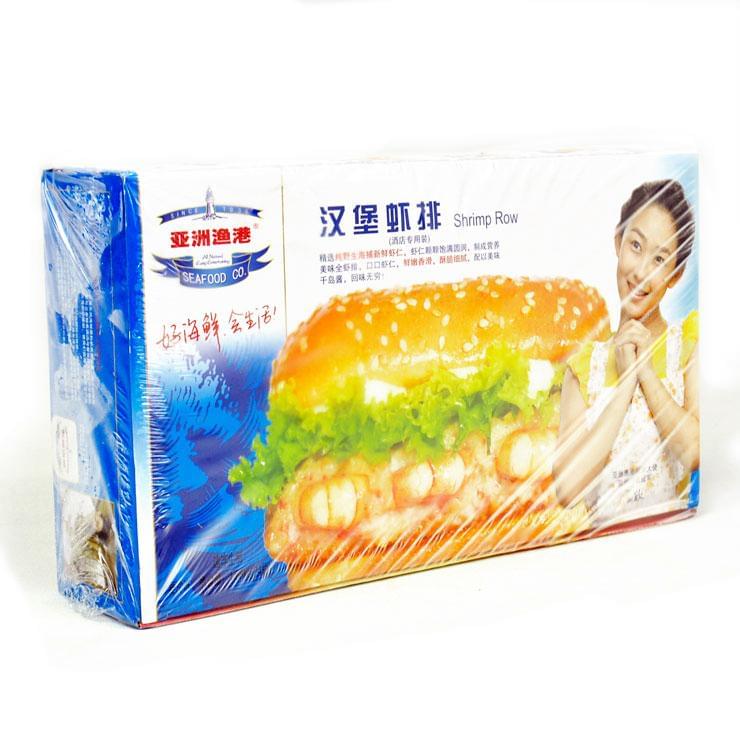 SINCE 1936
亚洲渔港®
All Natural
SEAFOOD CO.
好海鲜.会生活!
汉堡虾排 Shrimp Row
(酒店专用装)
精选纯野生海捕新鲜虾仁，虾仁颗颗饱满圆润，制成营养
美味全虾排，口口虾仁，鲜嫩香滑，酥脆细腻，配以美味
千岛酱，回味无穷!